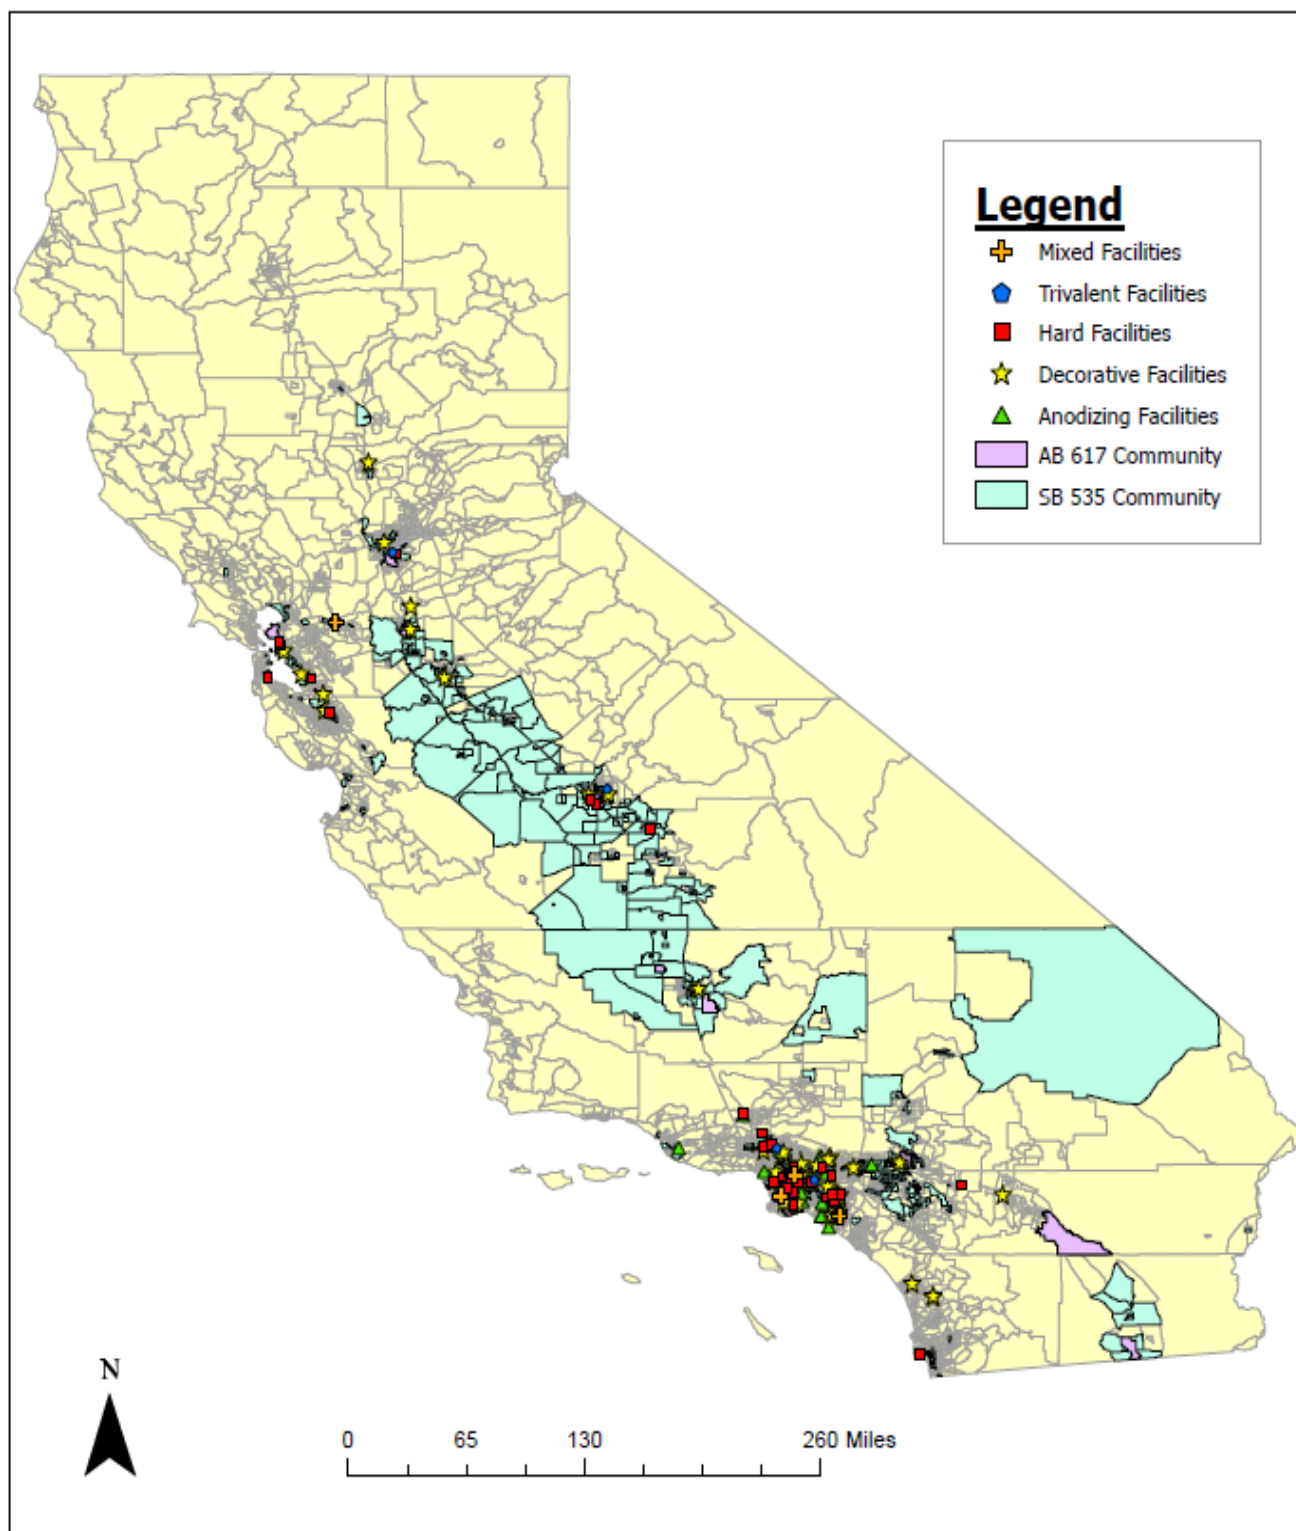 Legend
Mixed Facilities
Trivalent Facilities
Hard Facilities
Decorative Facilities
Anodizing Facilities
AB 617 Community
SB 535 Community
N
0 65 130 260 Miles